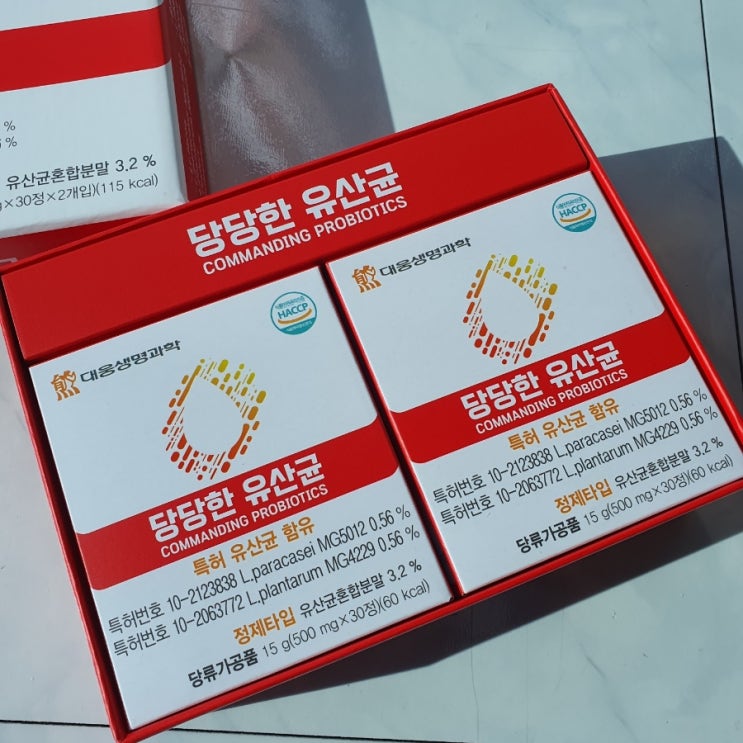 %
%
유산균혼합분말 3.2 %
g×30정×2개입)(115 kcal)
당당한 유산균
COMMANDING PROBIOTICS
대웅생명과학
HACCP
당당한 유산균
COMMANDING PROBIOTICS
특허 유산균 함유
특허번호 10-2123838 L.paracasei MG5012 0.56 %
특허번호 10-2063772 L.plantarum MG4229 0.56 %
정제타입 유산균혼합분말 3.2 %
당류가공품 15 g(500 mg×30정)(60 kcal)
대웅생명과학
HACCP
당당한 유산균
COMMANDING PROBIOTICS
특허 유산균 함유
특허번호 10-2123838 L.paracasei MG5012 0.56 %
특허번호 10-2063772 L.plantarum MG4229 0.56 %
정제타입 유산균혼합분말 3.2 %
당류가공품 15 g(500 mg×30정)(60 kcal)